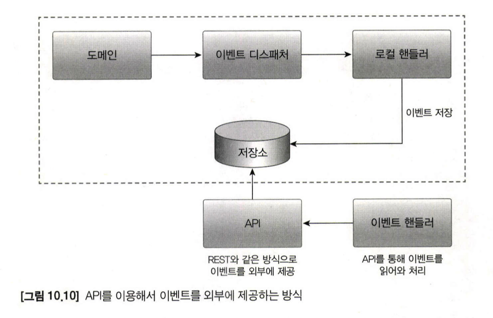 도메인
이벤트 디스패처
로컬 핸들러
이벤트 저장
저장소
API
이벤트 핸들러
REST와 같은 방식으로
이벤트를 외부에 제공
API를 통해 이벤트를
읽어와 처리
[그림 10.10] API를 이용해서 이벤트를 외부에 제공하는 방식